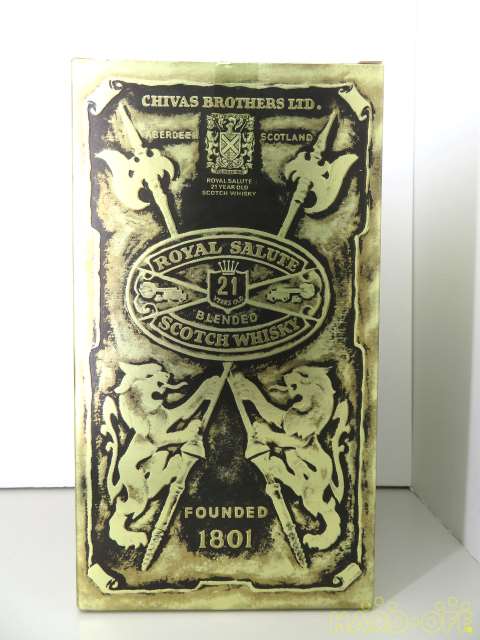 CHIVAS BROTHERS LTD.
ABERDEEN SCOTLAND
ROYAL SALUTE
21 YEAR OLD
SCOTCH WHISKY
ROYAL SALUTE
21
YEARS OLD
BLENDED
SCOTCH WHISKY
FOUNDED
1801
HARD-OFF